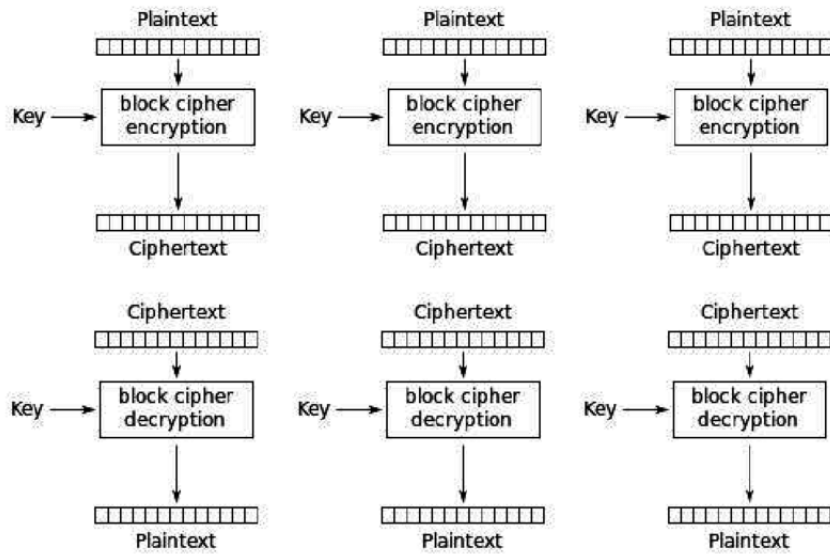 Plaintext Plaintext Plaintext
Key block cipher encryption Key block cipher encryption Key block cipher encryption
Ciphertext Ciphertext Ciphertext
Ciphertext Ciphertext Ciphertext
Key block cipher decryption Key block cipher decryption Key block cipher decryption
Plaintext Plaintext Plaintext